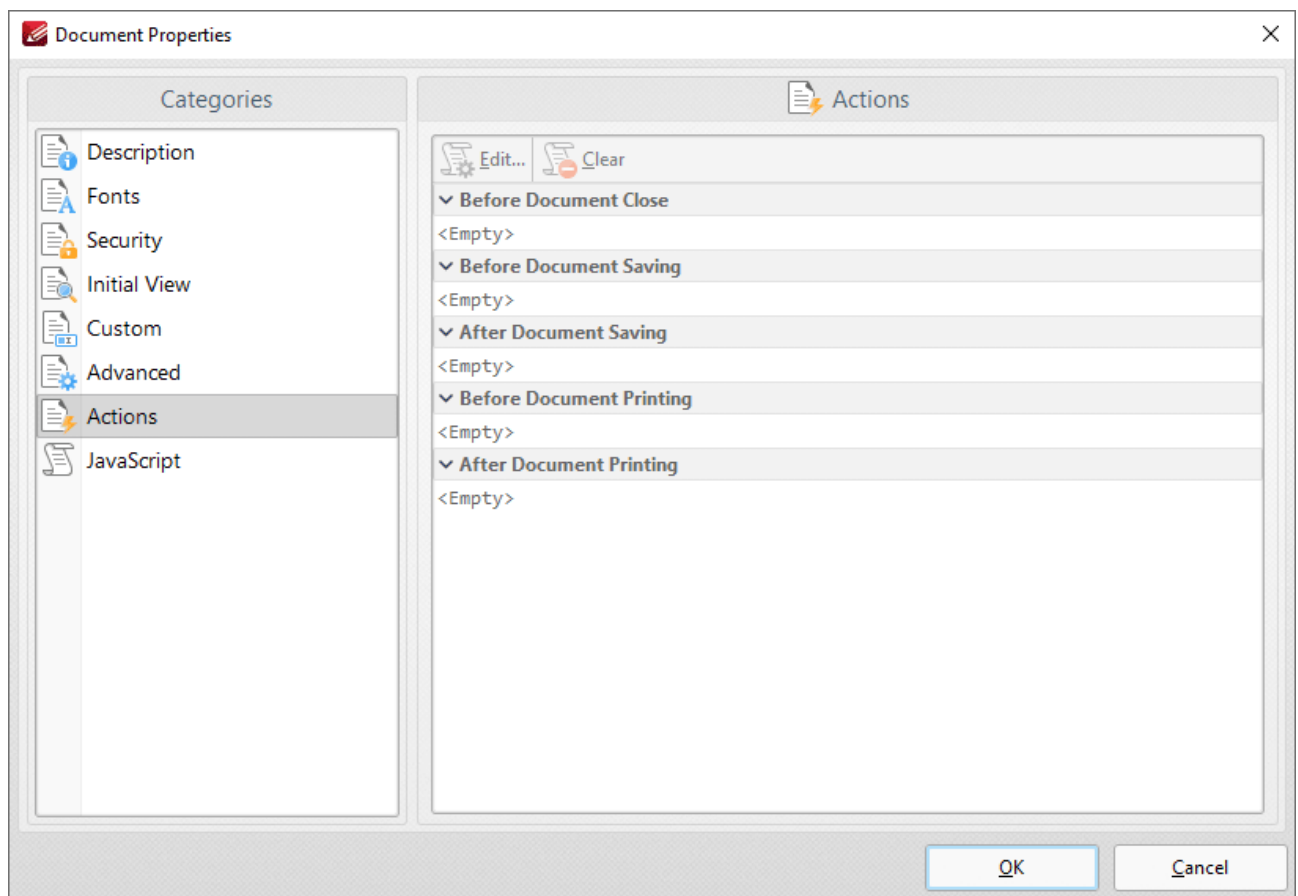 Document Properties
Categories
Description
Fonts
Security
Initial View
Custom
Advanced
Actions
JavaScript
Actions
Edit... Clear
Before Document Close
<Empty>
Before Document Saving
<Empty>
After Document Saving
<Empty>
Before Document Printing
<Empty>
After Document Printing
<Empty>
OK Cancel